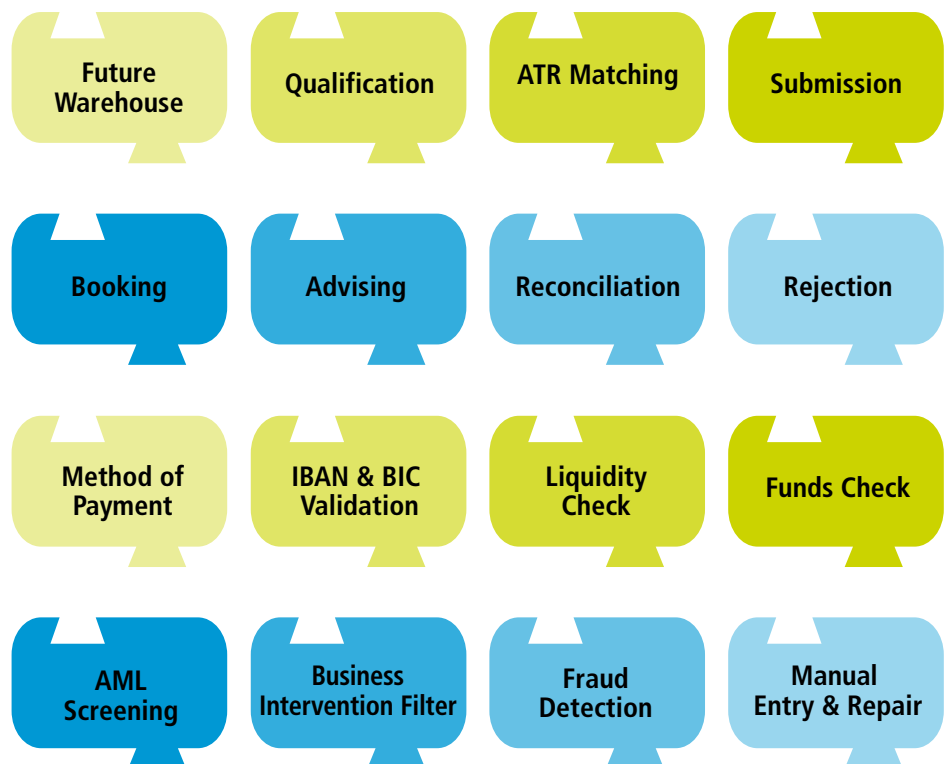 Future
Warehouse
Qualification
ATR Matching
Submission
Booking
Advising
Reconciliation
Rejection
Method of
Payment
IBAN & BIC
Validation
Liquidity
Check
Funds Check
AML
Screening
Business
Intervention Filter
Fraud
Detection
Manual
Entry & Repair